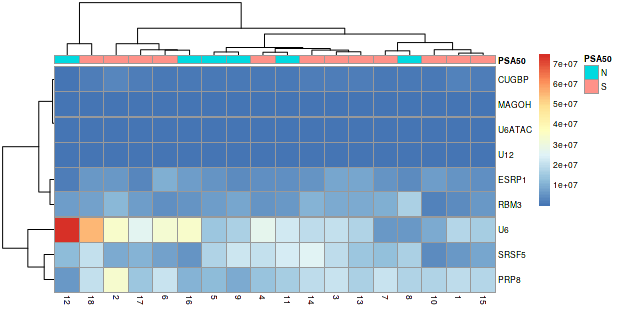 PSA50
CUGBP
MAGOH
U6ATAC
U12
ESRP1
RBM3
U6
SRSF5
PRP8
12 18 2 17 6 16 5 9 4 11 14 3 13 7 8 10 1 15
7e+07
6e+07
5e+07
4e+07
3e+07
2e+07
1e+07
PSA50
N
S